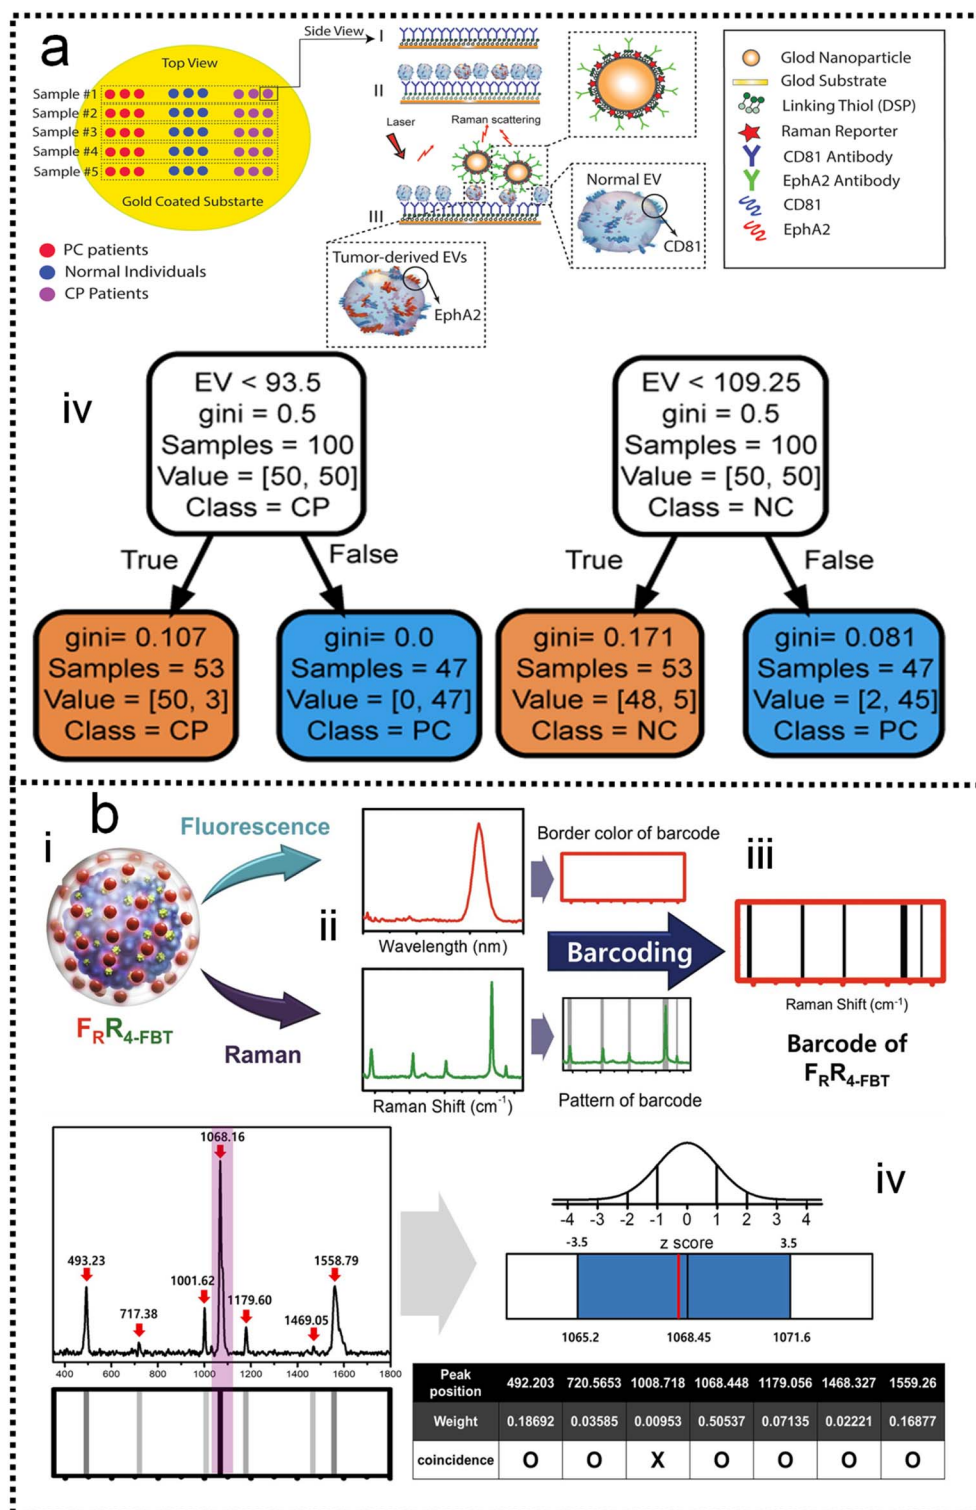 a
Top View
Sample #1
Sample #2
Sample #3
Sample #4
Sample #5
Gold Coated Substarte
PC patients
Normal Individuals
CP Patients
Side View
I
II
Laser
Raman scattering
III
Normal EV
CD81
Tumor-derived EVs
EphA2
Glod Nanoparticle
Glod Substrate
Linking Thiol (DSP)
Raman Reporter
CD81 Antibody
EphA2 Antibody
CD81
EphA2
iv
EV < 93.5
gini = 0.5
Samples = 100
Value = [50, 50]
Class = CP
True
False
gini= 0.107
Samples = 53
Value = [50, 3]
Class = CP
gini= 0.0
Samples = 47
Value = [0, 47]
Class = PC
EV < 109.25
gini = 0.5
Samples = 100
Value = [50, 50]
Class = NC
True
False
gini= 0.171
Samples = 53
Value = [48, 5]
Class = NC
gini= 0.081
Samples = 47
Value = [2, 45]
Class = PC
b
i
FRR4-FBT
Fluorescence
Raman
ii
Wavelength (nm)
Raman Shift (cm-1)
Border color of barcode
Barcoding
Pattern of barcode
iii
Raman Shift (cm-1)
Barcode of
FRR4-FBT
493.23
717.38
1001.62
1068.16
1179.60
1469.05
1558.79
400 600 800 1000 1200 1400 1600 1800
iv
-4 -3 -2 -1 0 1 2 3 4
-3.5 z score 3.5
1065.2 1068.45 1071.6
Peak position 492.203 720.5653 1008.718 1068.448 1179.056 1468.327 1559.26
Weight 0.18692 0.03585 0.00953 0.50537 0.07135 0.02221 0.16877
coincidence O O X O O O O